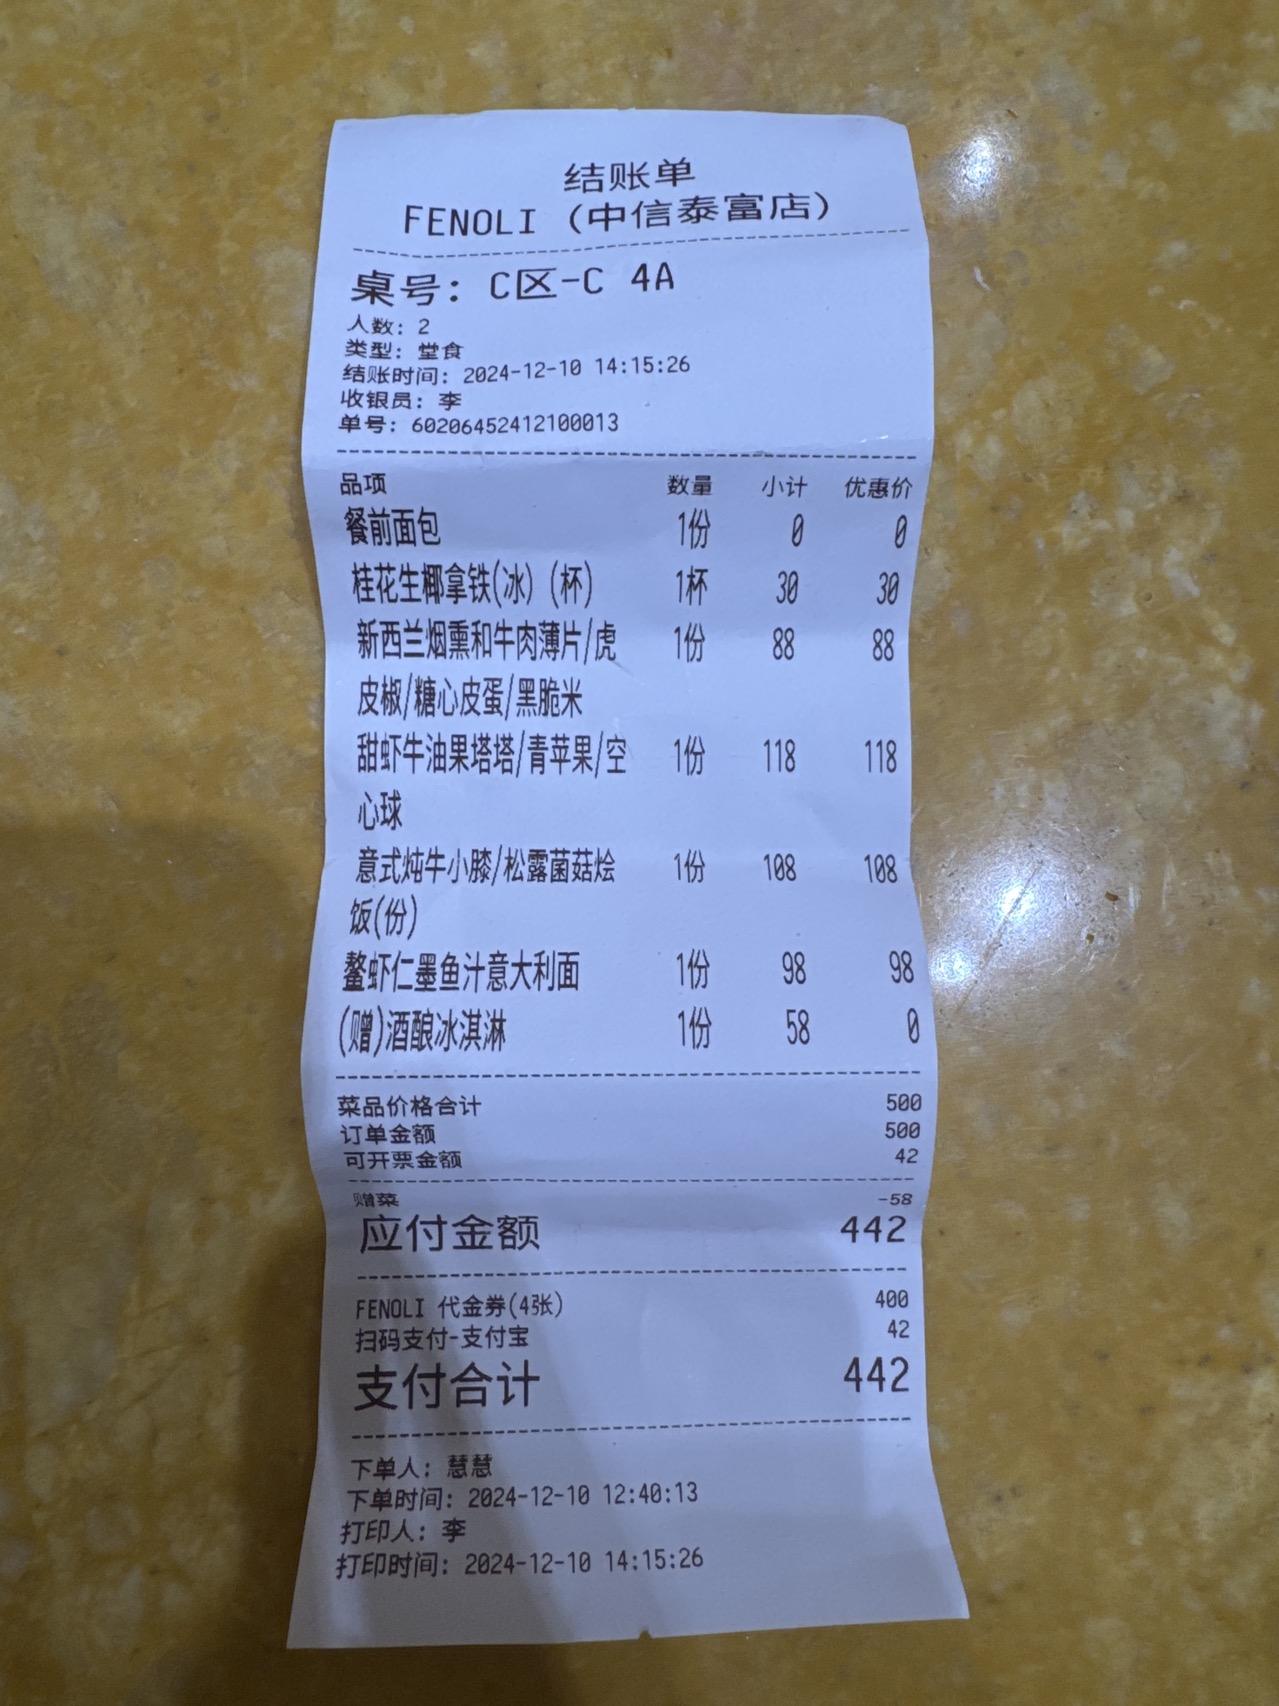 结账单
FENOLI (中信泰富店)
桌号: C区-C 4A
人数: 2
类型: 堂食
结账时间: 2024-12-10 14:15:26
收银员: 李
单号: 60206452412100013
品项 数量 小计 优惠价
餐前面包 1份 0 0
桂花生椰拿铁(冰) (杯) 1杯 30 30
新西兰烟熏和牛肉薄片/虎 1份 88 88
皮椒/糖心皮蛋/黑脆米
甜虾牛油果塔塔/青苹果/空 1份 118 118
心球
意式炖牛小膝/松露菌菇烩 1份 108 108
饭(份)
鳌虾仁墨鱼汁意大利面 1份 98 98
(赠)酒酿冰淇淋 1份 58 0
菜品价格合计 500
订单金额 500
可开票金额 42
赠菜 -58
应付金额 442
FENOLI 代金券(4张) 400
扫码支付-支付宝 42
支付合计 442
下单人: 慧慧
下单时间: 2024-12-10 12:40:13
打印人: 李
打印时间: 2024-12-10 14:15:26